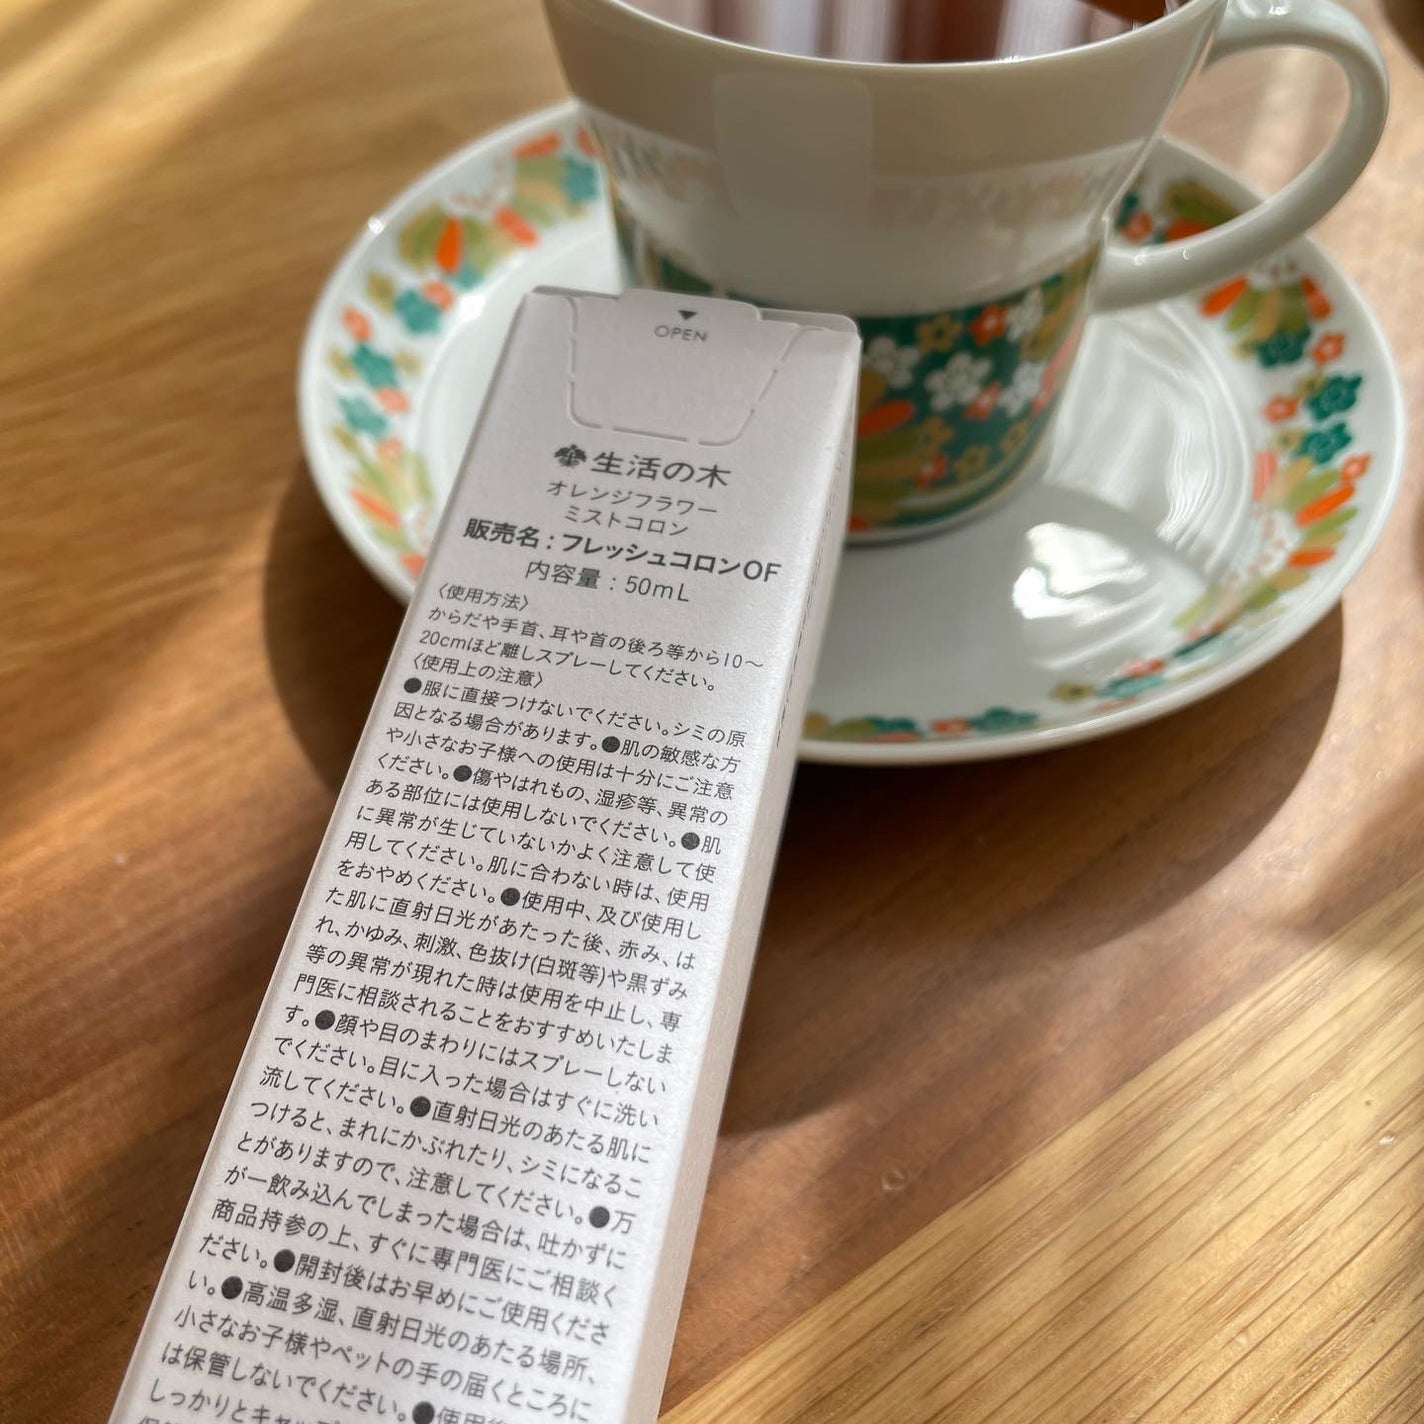 OPEN
生活の木
オレンジフラワー
ミストコロン
販売名：フレッシュコロンOF
内容量：50mL
〈使用方法〉
からだや手首、耳や首の後ろ等から10〜
20cmほど離しスプレーしてください。
〈使用上の注意〉
●服に直接つけないでください。シミの原
因となる場合があります。●肌の敏感な方
や小さなお子様への使用は十分にご注意
ください。●傷やはれもの、湿疹等、異常の
ある部位には使用しないでください。●肌
に異常が生じていないかよく注意して使
用してください。肌に合わない時は、使用
をおやめください。●使用中、及び使用し
た肌に直射日光があたった後、赤み、は
れ、かゆみ、刺激、色抜け(白斑等)や黒ずみ
等の異常が現れた時は使用を中止し、専
門医に相談されることをおすすめいたしま
す。●顔や目のまわりにはスプレーしない
でください。目に入った場合はすぐに洗い
流してください。●直射日光のあたる肌に
つけると、まれにかぶれたり、シミになるこ
とがありますので、注意してください。●万
が一飲み込んでしまった場合は、吐かずに
商品持参の上、すぐに専門医にご相談く
ださい。●開封後はお早めにご使用くださ
い。●高温多湿、直射日光のあたる場所、
小さなお子様やペットの手の届くところに
は保管しないでください。●使用後
しっかりとキャップ